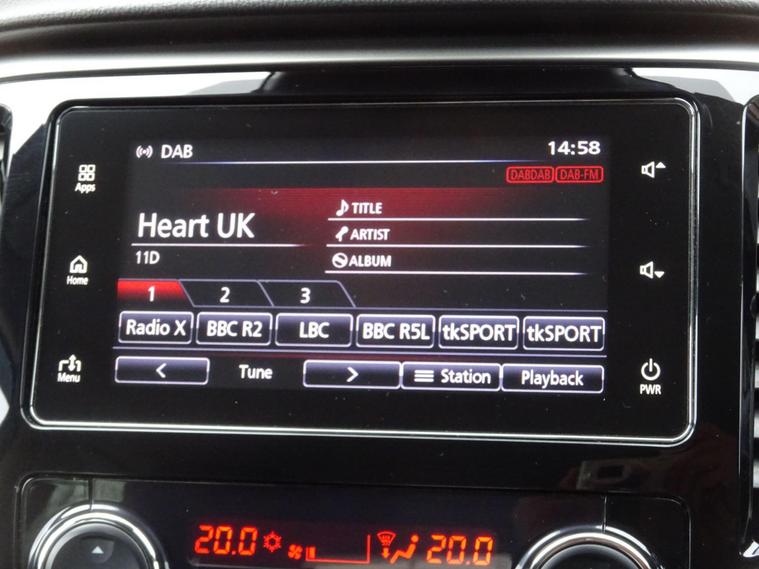 DAB
14:58
DABDAB DAB-FM
Apps
Heart UK
TITLE
ARTIST
11D
ALBUM
Home
1 2 3
Radio X BBC R2 LBC BBC R5L tkSPORT tkSPORT
Menu
< Tune > Station Playback
PWR
20.0 20.0